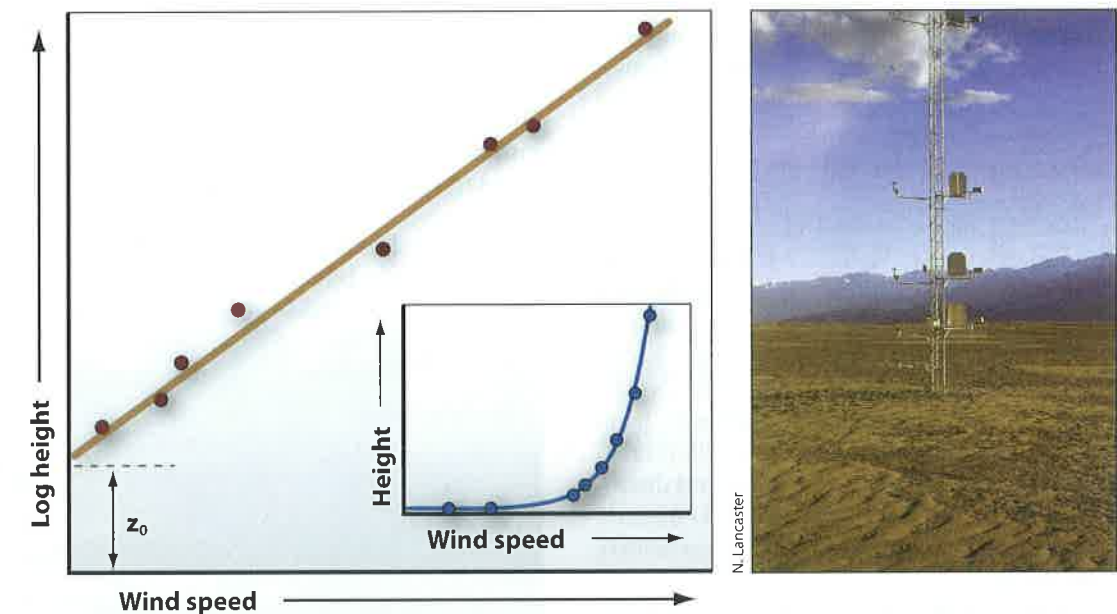 Log height
z₀
Wind speed
Height
Wind speed
N. Lancaster